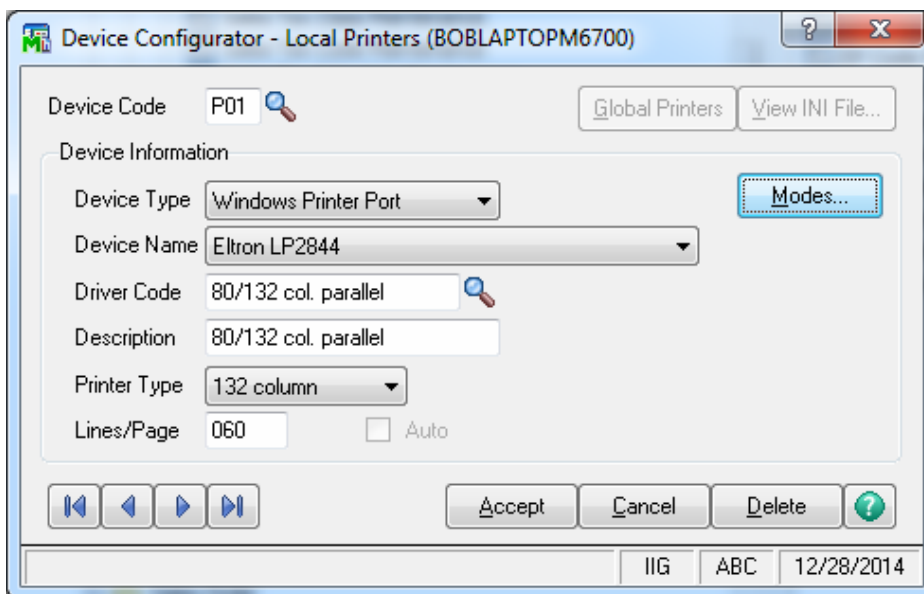 Device Configurator - Local Printers (BOBLAPTOPM6700)
Device Code P01 Global Printers View INI File...
Device Information
Device Type Windows Printer Port Modes...
Device Name Eltron LP2844
Driver Code 80/132 col. parallel
Description 80/132 col. parallel
Printer Type 132 column
Lines/Page 060 Auto
Accept Cancel Delete
IIG ABC 12/28/2014